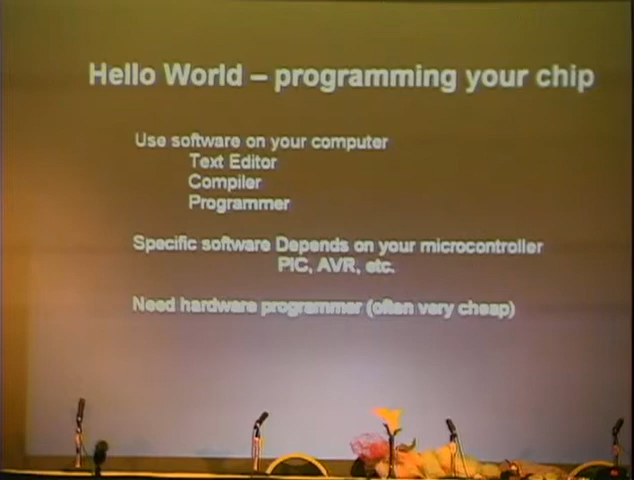 Hello World – programming your chip
Use software on your computer
Text Editor
Compiler
Programmer
Specific software Depends on your microcontroller
PIC, AVR, etc.
Need hardware programmer (often very cheap)